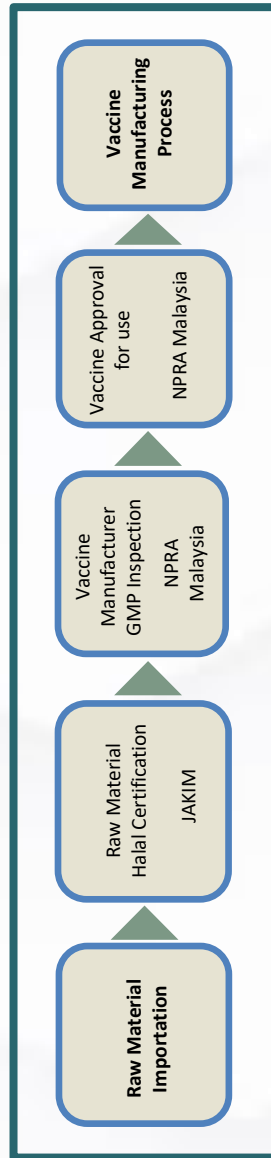 Raw Material
Importation
Raw Material
Halal Certification
JAKIM
Vaccine
Manufacturer
GMP Inspection
NPRA
Malaysia
Vaccine Approval
for use
NPRA Malaysia
Vaccine
Manufacturing
Process